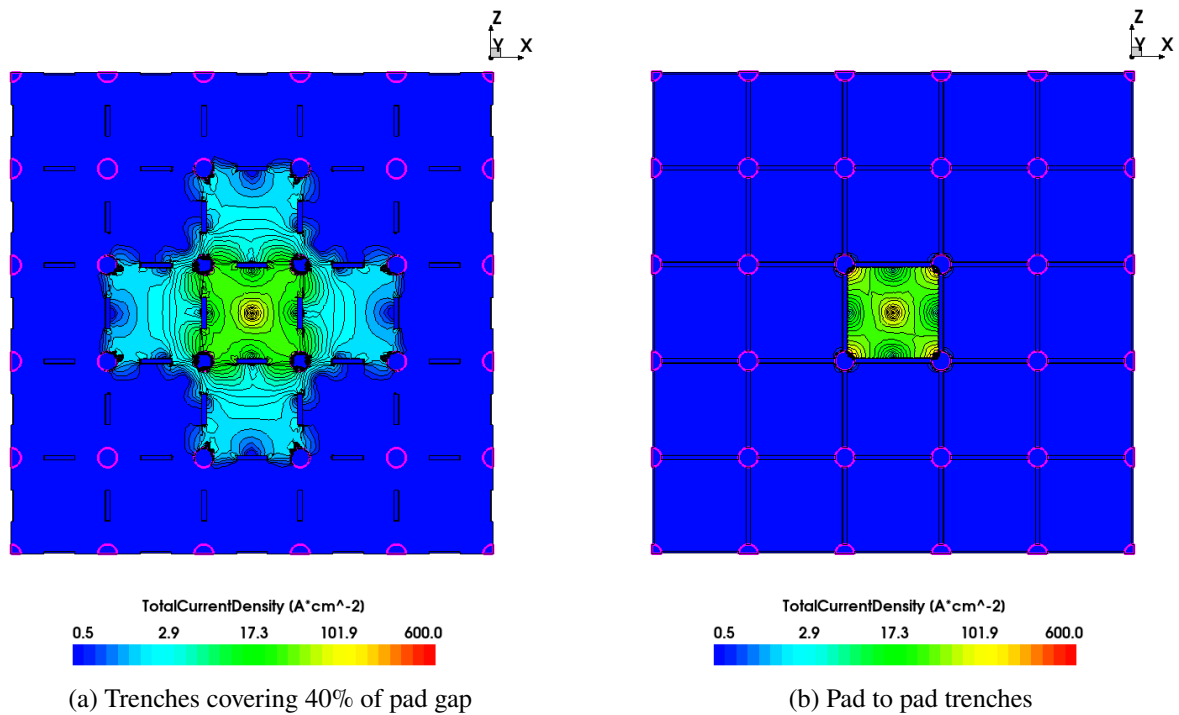 Z
Y X
Z
Y X
TotalCurrentDensity (A*cm^-2)
0.5 2.9 17.3 101.9 600.0
TotalCurrentDensity (A*cm^-2)
0.5 2.9 17.3 101.9 600.0
(a) Trenches covering 40% of pad gap
(b) Pad to pad trenches